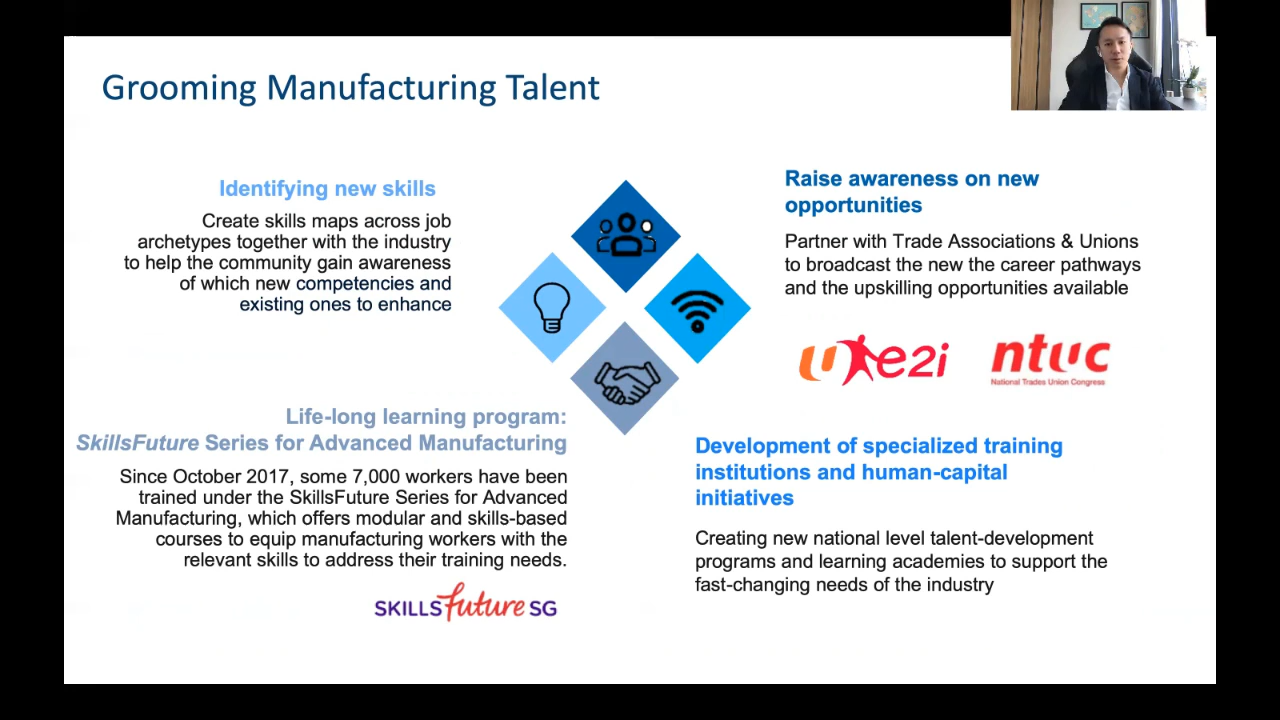 Grooming Manufacturing Talent
Identifying new skills
Create skills maps across job
archetypes together with the industry
to help the community gain awareness
of which new competencies and
existing ones to enhance
Raise awareness on new
opportunities
Partner with Trade Associations & Unions
to broadcast the new the career pathways
and the upskilling opportunities available
U e2i
ntuc
National Trades Union Congress
Life-long learning program:
SkillsFuture Series for Advanced Manufacturing
Since October 2017, some 7,000 workers have been
trained under the SkillsFuture Series for Advanced
Manufacturing, which offers modular and skills-based
courses to equip manufacturing workers with the
relevant skills to address their training needs.
SKILLSfuture SG
Development of specialized training
institutions and human-capital
initiatives
Creating new national level talent-development
programs and learning academies to support the
fast-changing needs of the industry